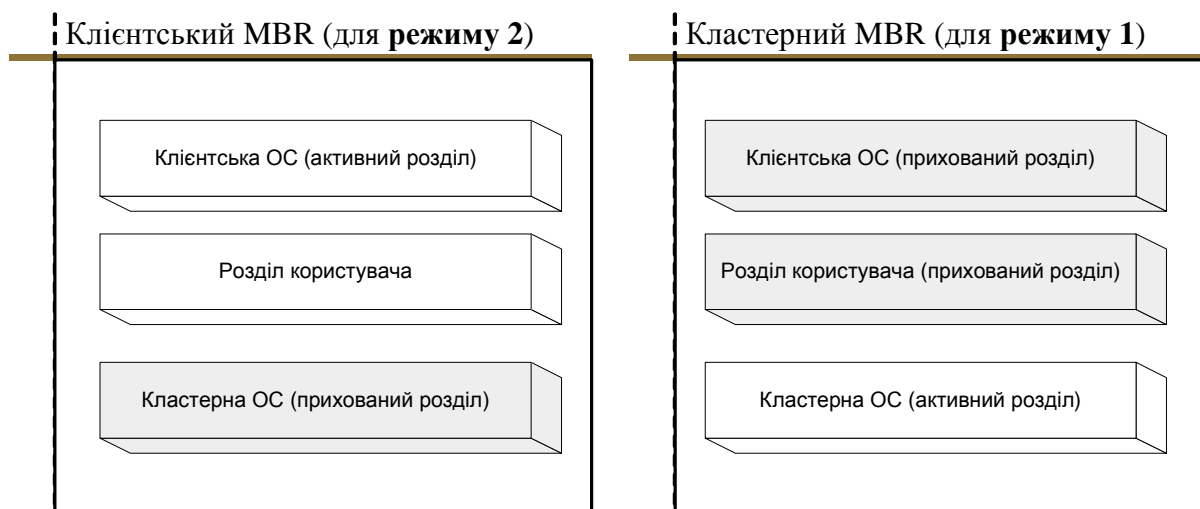 Клієнтський MBR (для режиму 2)
Клієнтська ОС (активний розділ)
Розділ користувача
Кластерна ОС (прихований розділ)
Кластерний MBR (для режиму 1)
Клієнтська ОС (прихований розділ)
Розділ користувача (прихований розділ)
Кластерна ОС (активний розділ)